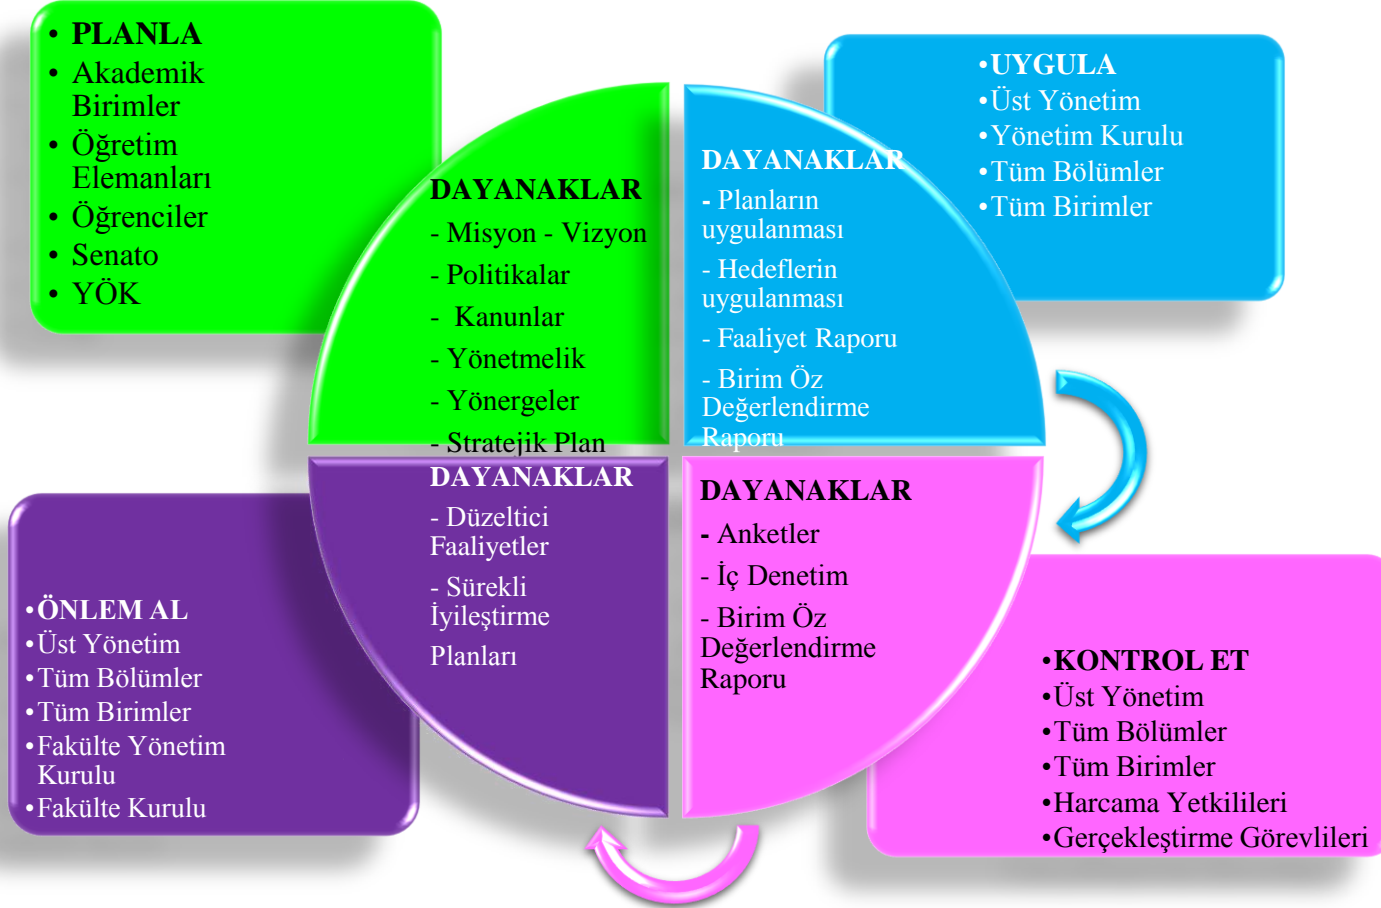 • PLANLA
• Akademik
Birimler
• Öğretim
Elemanları
• Öğrenciler
• Senato
• YÖK
DAYANAKLAR
- Misyon - Vizyon
- Politikalar
- Kanunlar
- Yönetmelik
- Yönergeler
- Stratejik Plan
DAYANAKLAR
- Planların
uygulanması
- Hedeflerin
uygulanması
- Faaliyet Raporu
- Birim Öz
Değerlendirme
Raporu
•UYGULA
•Üst Yönetim
•Yönetim Kurulu
•Tüm Bölümler
•Tüm Birimler
•ÖNLEM AL
•Üst Yönetim
•Tüm Bölümler
•Tüm Birimler
•Fakülte Yönetim
Kurulu
•Fakülte Kurulu
DAYANAKLAR
- Düzeltici
Faaliyetler
- Sürekli
İyileştirme
Planları
DAYANAKLAR
- Anketler
- İç Denetim
- Birim Öz
Değerlendirme
Raporu
•KONTROL ET
•Üst Yönetim
•Tüm Bölümler
•Tüm Birimler
•Harcama Yetkilileri
•Gerçekleştirme Görevlileri